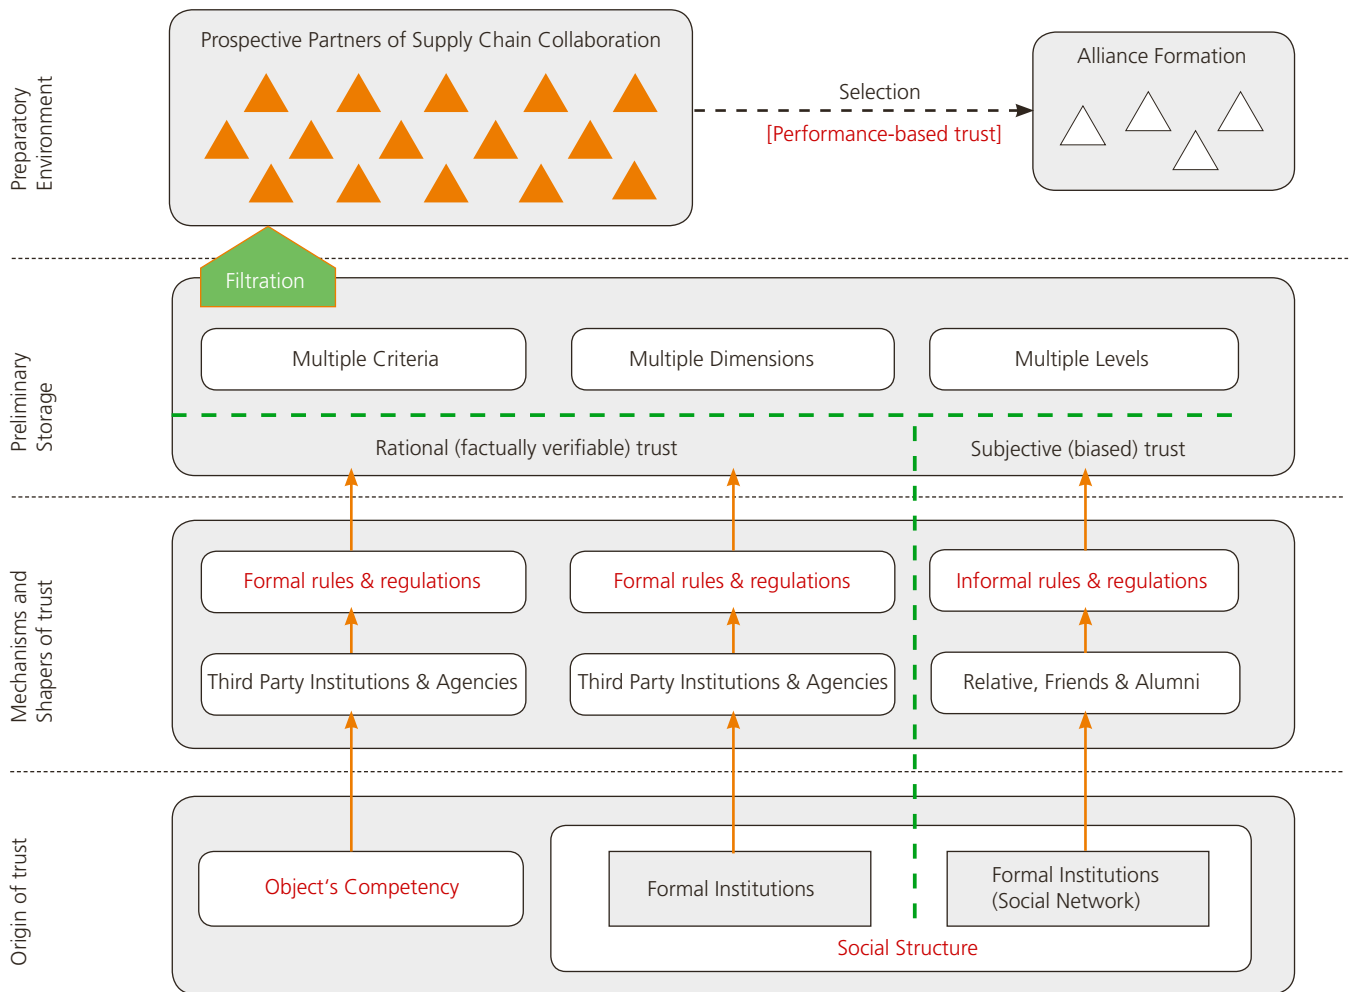 Preparatory
Environment
Prospective Partners of Supply Chain Collaboration
Selection
[Performance-based trust]
Alliance Formation
Filtration
Preliminary
Storage
Multiple Criteria
Multiple Dimensions
Multiple Levels
Rational (factually verifiable) trust
Subjective (biased) trust
Mechanisms and
Shapers of trust
Formal rules & regulations
Formal rules & regulations
Informal rules & regulations
Third Party Institutions & Agencies
Third Party Institutions & Agencies
Relative, Friends & Alumni
Origin of trust
Object‘s Competency
Formal Institutions
Formal Institutions
(Social Network)
Social Structure